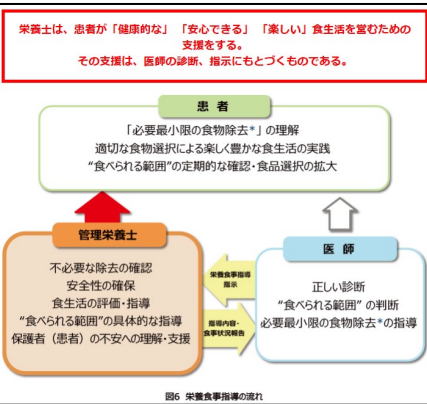 栄養士は、患者が「健康的な」 「安心できる」 「楽しい」食生活を営むための
支援をする。
その支援は、医師の診断、指示にもとづくものである。
患 者
「必要最小限の食物除去*」の理解
適切な食物選択による楽しく豊かな食生活の実践
“食べられる範囲”の定期的な確認・食品選択の拡大
管理栄養士
不必要な除去の確認
安全性の確保
食生活の評価・指導
“食べられる範囲”の具体的な指導
保護者（患者）の不安への理解・支援
栄養食事指導
指示
指導内容・
食事状況報告
医 師
正しい診断
“食べられる範囲” の判断
必要最小限の食物除去*の指導
図6 栄養食事指導の流れ